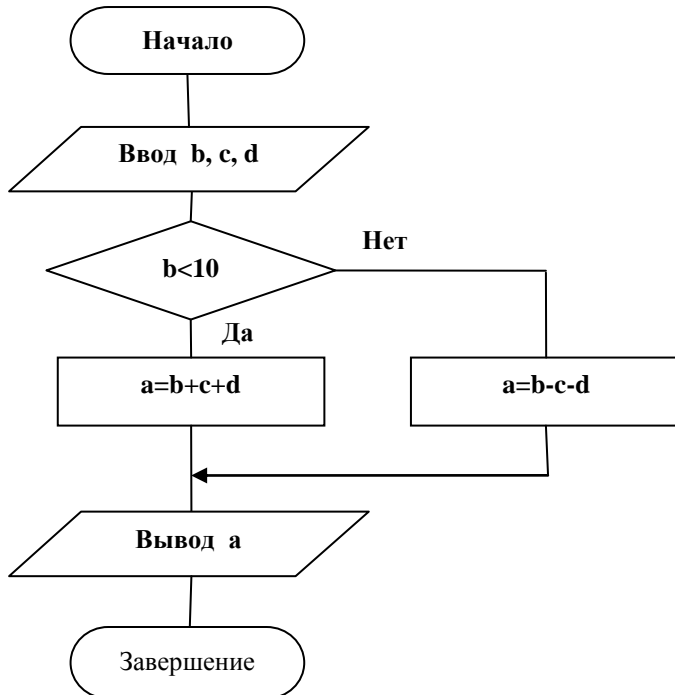 Начало
Ввод b, c, d
Нет
b<10
Да
a=b+c+d
a=b-c-d
Вывод a
Завершение